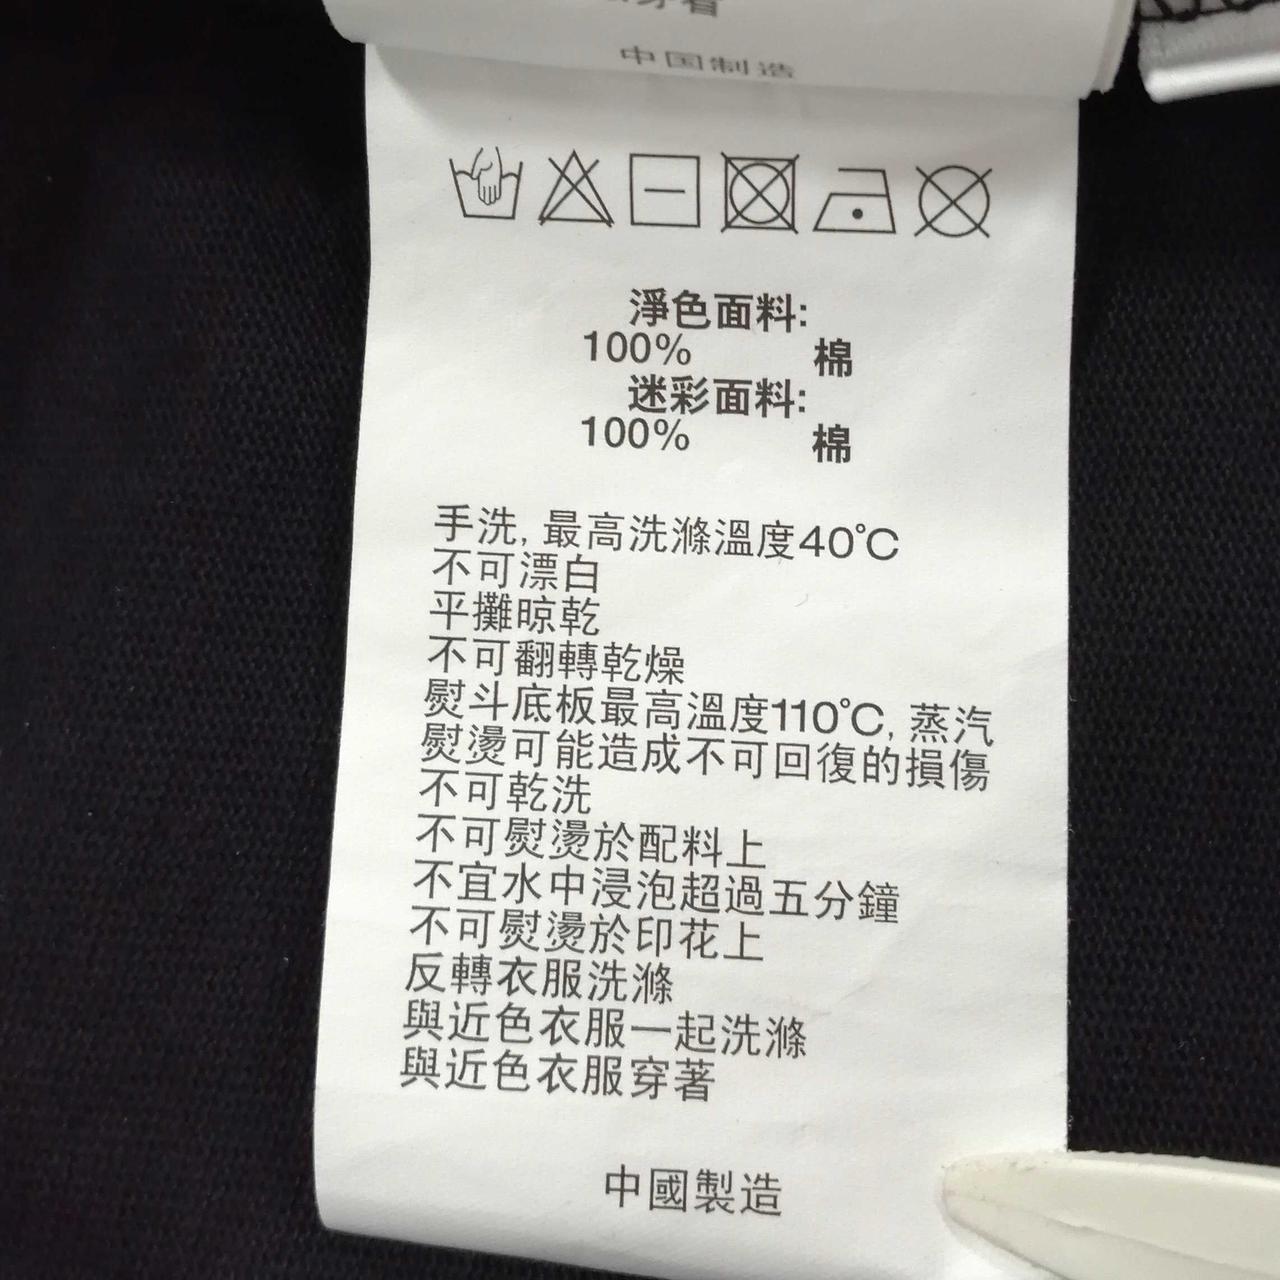 中国制造
淨色面料:
100% 棉
迷彩面料:
100% 棉
手洗, 最高洗滌溫度40°C
不可漂白
平攤晾乾
不可翻轉乾燥
熨斗底板最高溫度110°C, 蒸汽
熨燙可能造成不可回復的損傷
不可乾洗
不可熨燙於配料上
不宜水中浸泡超過五分鐘
不可熨燙於印花上
反轉衣服洗滌
與近色衣服一起洗滌
與近色衣服穿著
中國製造